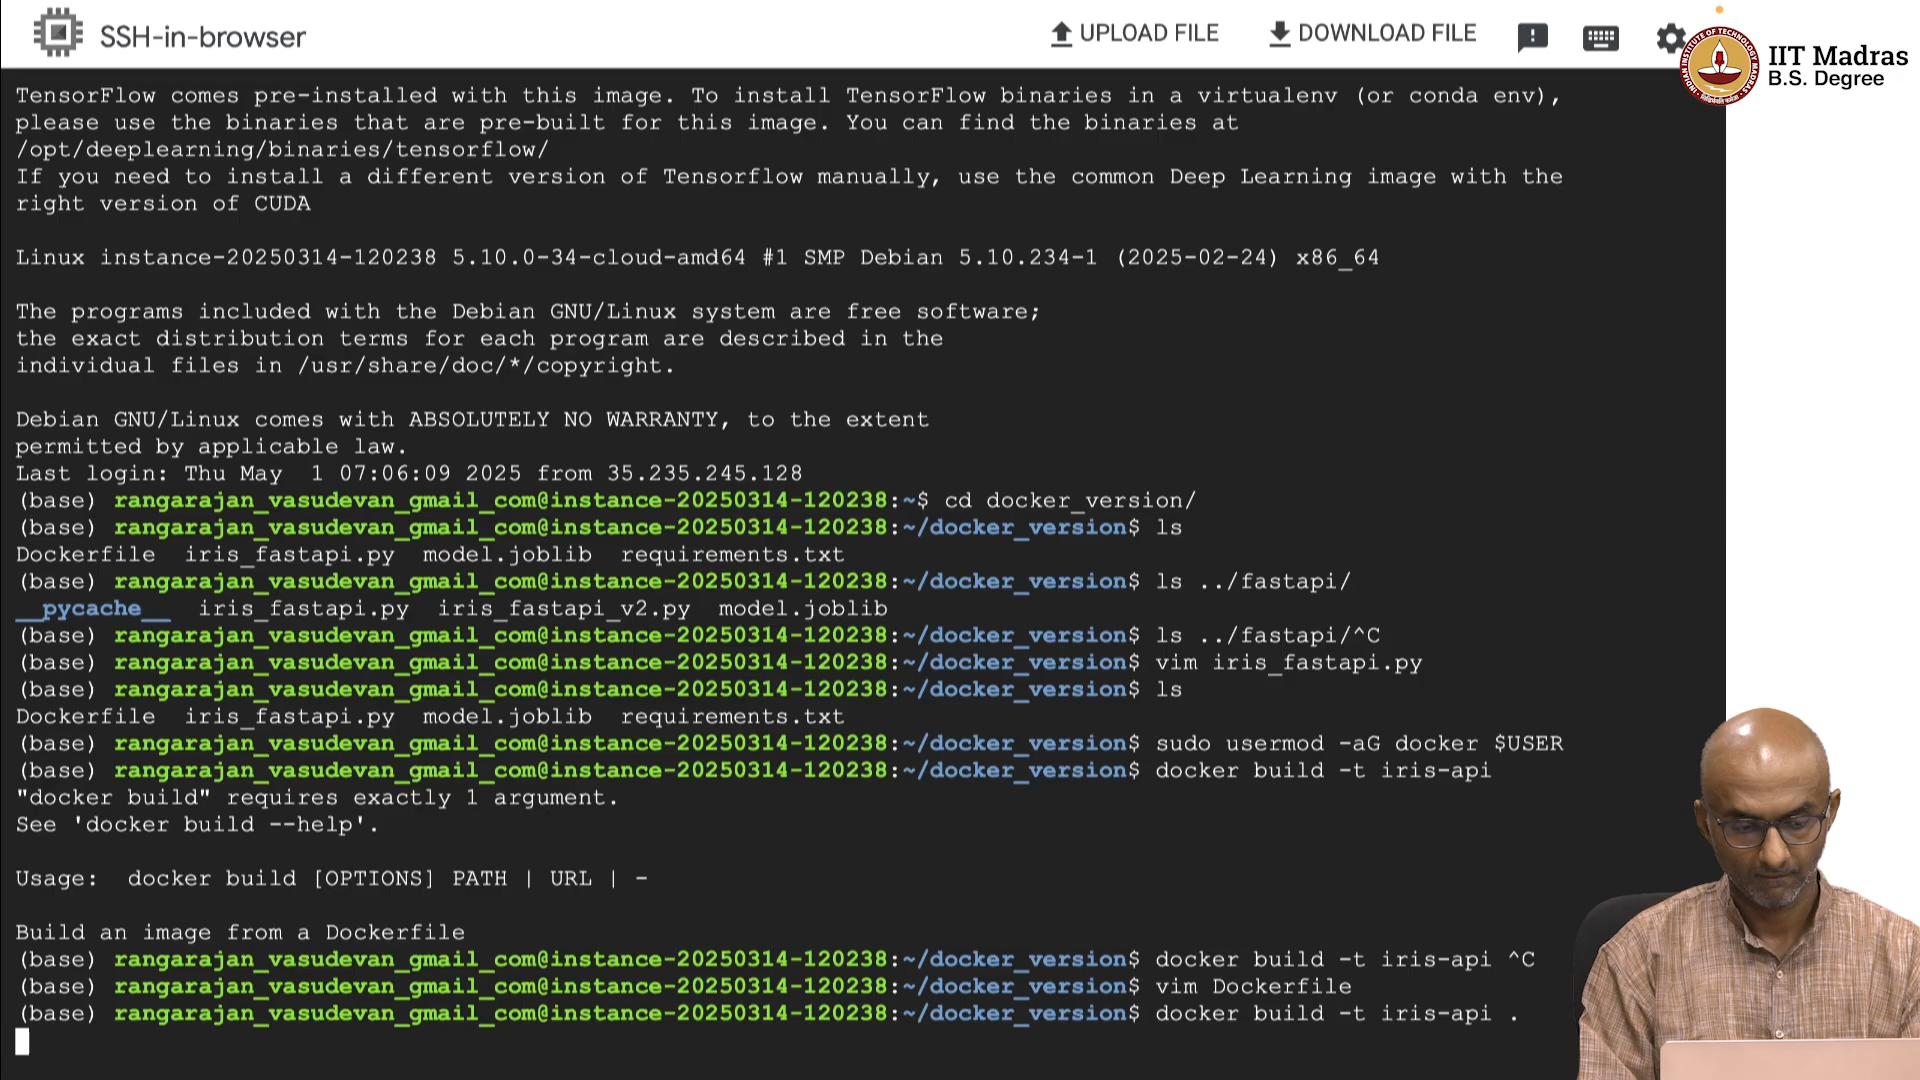 SSH-in-browser
UPLOAD FILE
DOWNLOAD FILE
IIT Madras
B.S. Degree
TensorFlow comes pre-installed with this image. To install TensorFlow binaries in a virtualenv (or conda env),
please use the binaries that are pre-built for this image. You can find the binaries at
/opt/deeplearning/binaries/tensorflow/
If you need to install a different version of Tensorflow manually, use the common Deep Learning image with the
right version of CUDA
Linux instance-20250314-120238 5.10.0-34-cloud-amd64 #1 SMP Debian 5.10.234-1 (2025-02-24) x86_64
The programs included with the Debian GNU/Linux system are free software;
the exact distribution terms for each program are described in the
individual files in /usr/share/doc/*/copyright.
Debian GNU/Linux comes with ABSOLUTELY NO WARRANTY, to the extent
permitted by applicable law.
Last login: Thu May  1 07:06:09 2025 from 35.235.245.128
(base) rangarajan_vasudevan_gmail_com@instance-20250314-120238:~$ cd docker_version/
(base) rangarajan_vasudevan_gmail_com@instance-20250314-120238:~/docker_version$ ls
Dockerfile  iris_fastapi.py  model.joblib  requirements.txt
(base) rangarajan_vasudevan_gmail_com@instance-20250314-120238:~/docker_version$ ls ../fastapi/
__pycache__  iris_fastapi.py  iris_fastapi_v2.py  model.joblib
(base) rangarajan_vasudevan_gmail_com@instance-20250314-120238:~/docker_version$ ls ../fastapi/^C
(base) rangarajan_vasudevan_gmail_com@instance-20250314-120238:~/docker_version$ vim iris_fastapi.py
(base) rangarajan_vasudevan_gmail_com@instance-20250314-120238:~/docker_version$ ls
Dockerfile  iris_fastapi.py  model.joblib  requirements.txt
(base) rangarajan_vasudevan_gmail_com@instance-20250314-120238:~/docker_version$ sudo usermod -aG docker $USER
(base) rangarajan_vasudevan_gmail_com@instance-20250314-120238:~/docker_version$ docker build -t iris-api
"docker build" requires exactly 1 argument.
See 'docker build --help'.
Usage:  docker build [OPTIONS] PATH | URL | -
Build an image from a Dockerfile
(base) rangarajan_vasudevan_gmail_com@instance-20250314-120238:~/docker_version$ docker build -t iris-api ^C
(base) rangarajan_vasudevan_gmail_com@instance-20250314-120238:~/docker_version$ vim Dockerfile
(base) rangarajan_vasudevan_gmail_com@instance-20250314-120238:~/docker_version$ docker build -t iris-api .